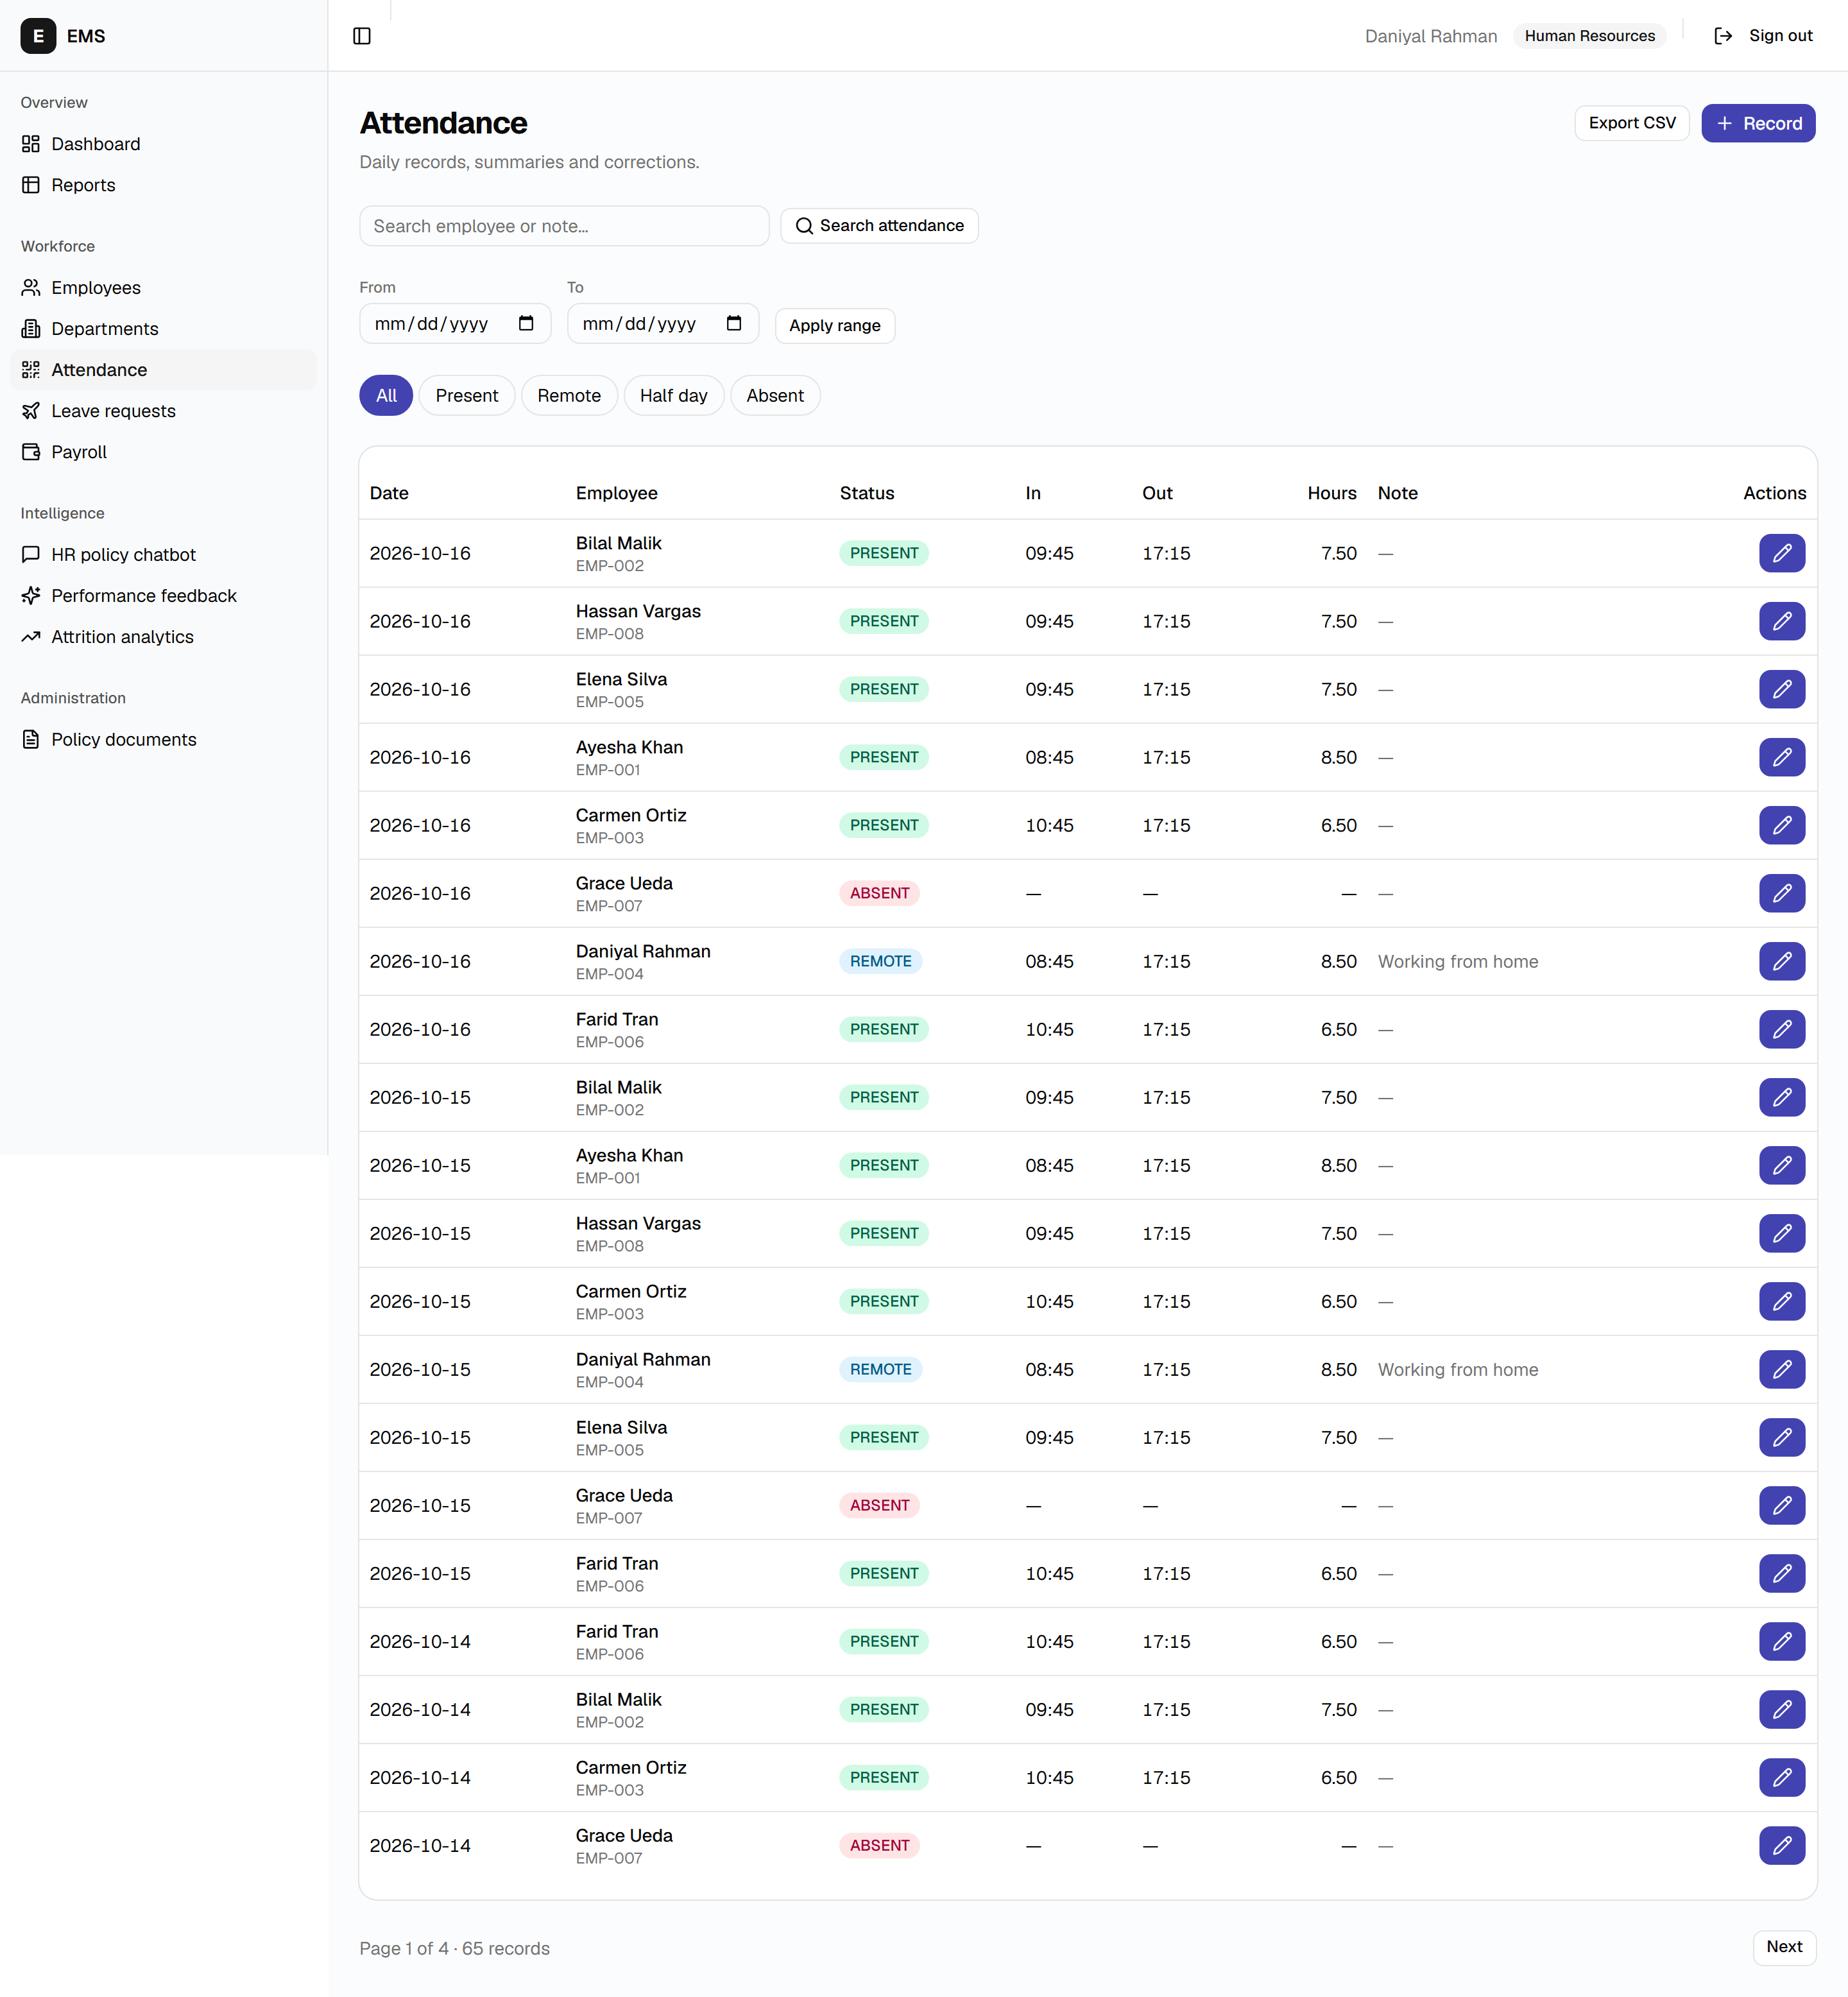 E EMS
Daniyal Rahman Human Resources Sign out
Overview
Dashboard
Reports
Workforce
Employees
Departments
Attendance
Leave requests
Payroll
Intelligence
HR policy chatbot
Performance feedback
Attrition analytics
Administration
Policy documents
Attendance
Daily records, summaries and corrections.
Export CSV + Record
Search employee or note... Search attendance
From To
mm/dd/yyyy mm/dd/yyyy Apply range
All Present Remote Half day Absent
Date Employee Status In Out Hours Note Actions
2026-10-16 Bilal Malik EMP-002 PRESENT 09:45 17:15 7.50 —
2026-10-16 Hassan Vargas EMP-008 PRESENT 09:45 17:15 7.50 —
2026-10-16 Elena Silva EMP-005 PRESENT 09:45 17:15 7.50 —
2026-10-16 Ayesha Khan EMP-001 PRESENT 08:45 17:15 8.50 —
2026-10-16 Carmen Ortiz EMP-003 PRESENT 10:45 17:15 6.50 —
2026-10-16 Grace Ueda EMP-007 ABSENT — — — —
2026-10-16 Daniyal Rahman EMP-004 REMOTE 08:45 17:15 8.50 Working from home
2026-10-16 Farid Tran EMP-006 PRESENT 10:45 17:15 6.50 —
2026-10-15 Bilal Malik EMP-002 PRESENT 09:45 17:15 7.50 —
2026-10-15 Ayesha Khan EMP-001 PRESENT 08:45 17:15 8.50 —
2026-10-15 Hassan Vargas EMP-008 PRESENT 09:45 17:15 7.50 —
2026-10-15 Carmen Ortiz EMP-003 PRESENT 10:45 17:15 6.50 —
2026-10-15 Daniyal Rahman EMP-004 REMOTE 08:45 17:15 8.50 Working from home
2026-10-15 Elena Silva EMP-005 PRESENT 09:45 17:15 7.50 —
2026-10-15 Grace Ueda EMP-007 ABSENT — — — —
2026-10-15 Farid Tran EMP-006 PRESENT 10:45 17:15 6.50 —
2026-10-14 Farid Tran EMP-006 PRESENT 10:45 17:15 6.50 —
2026-10-14 Bilal Malik EMP-002 PRESENT 09:45 17:15 7.50 —
2026-10-14 Carmen Ortiz EMP-003 PRESENT 10:45 17:15 6.50 —
2026-10-14 Grace Ueda EMP-007 ABSENT — — — —
Page 1 of 4 · 65 records Next